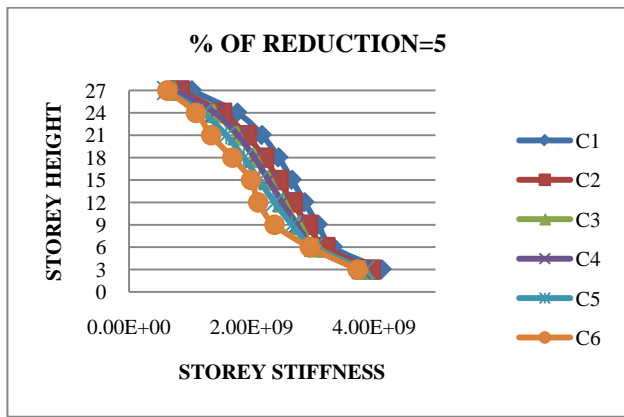 % OF REDUCTION=5
STOREY HEIGHT
27
24
21
18
15
12
9
6
3
0
0.00E+00 2.00E+09 4.00E+09
STOREY STIFFNESS
C1
C2
C3
C4
C5
C6